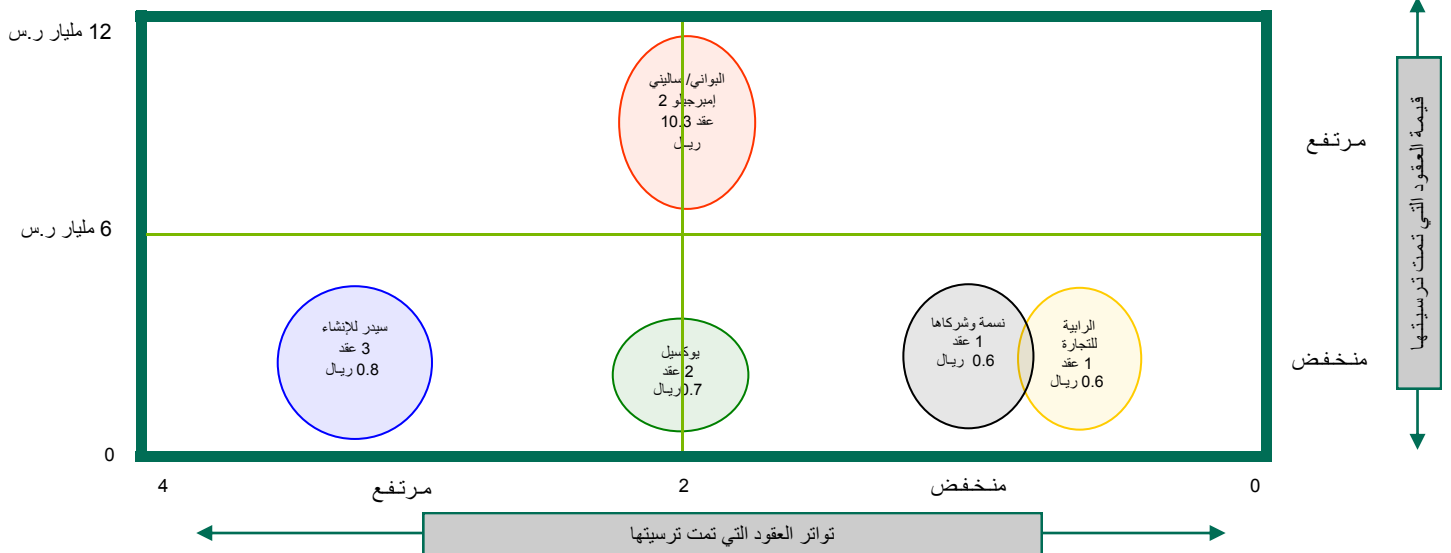 12 مليار ر.س
البواني/ساليني
إمبرجيلو 2
عقد 10.3
ريال
مرتفع
قيمة العقود التي تمت ترسيتها
6 مليار ر.س
سيدر للإنشاء
3 عقد
0.8 ريال
يوكسيل
2 عقد
0.7ريال
نسمة وشركاها
1 عقد
0.6 ريال
الرابية
للتجارة
1 عقد
0.6 ريال
منخفض
0
4
مرتفع
2
منخفض
0
تواتر العقود التي تمت ترسيتها